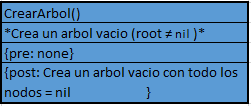 CrearArbol()
*Crea un arbol vacio (root ≠ nil )*
{pre: none}
{post: Crea un arbol vacio con todo los
nodos = nil }